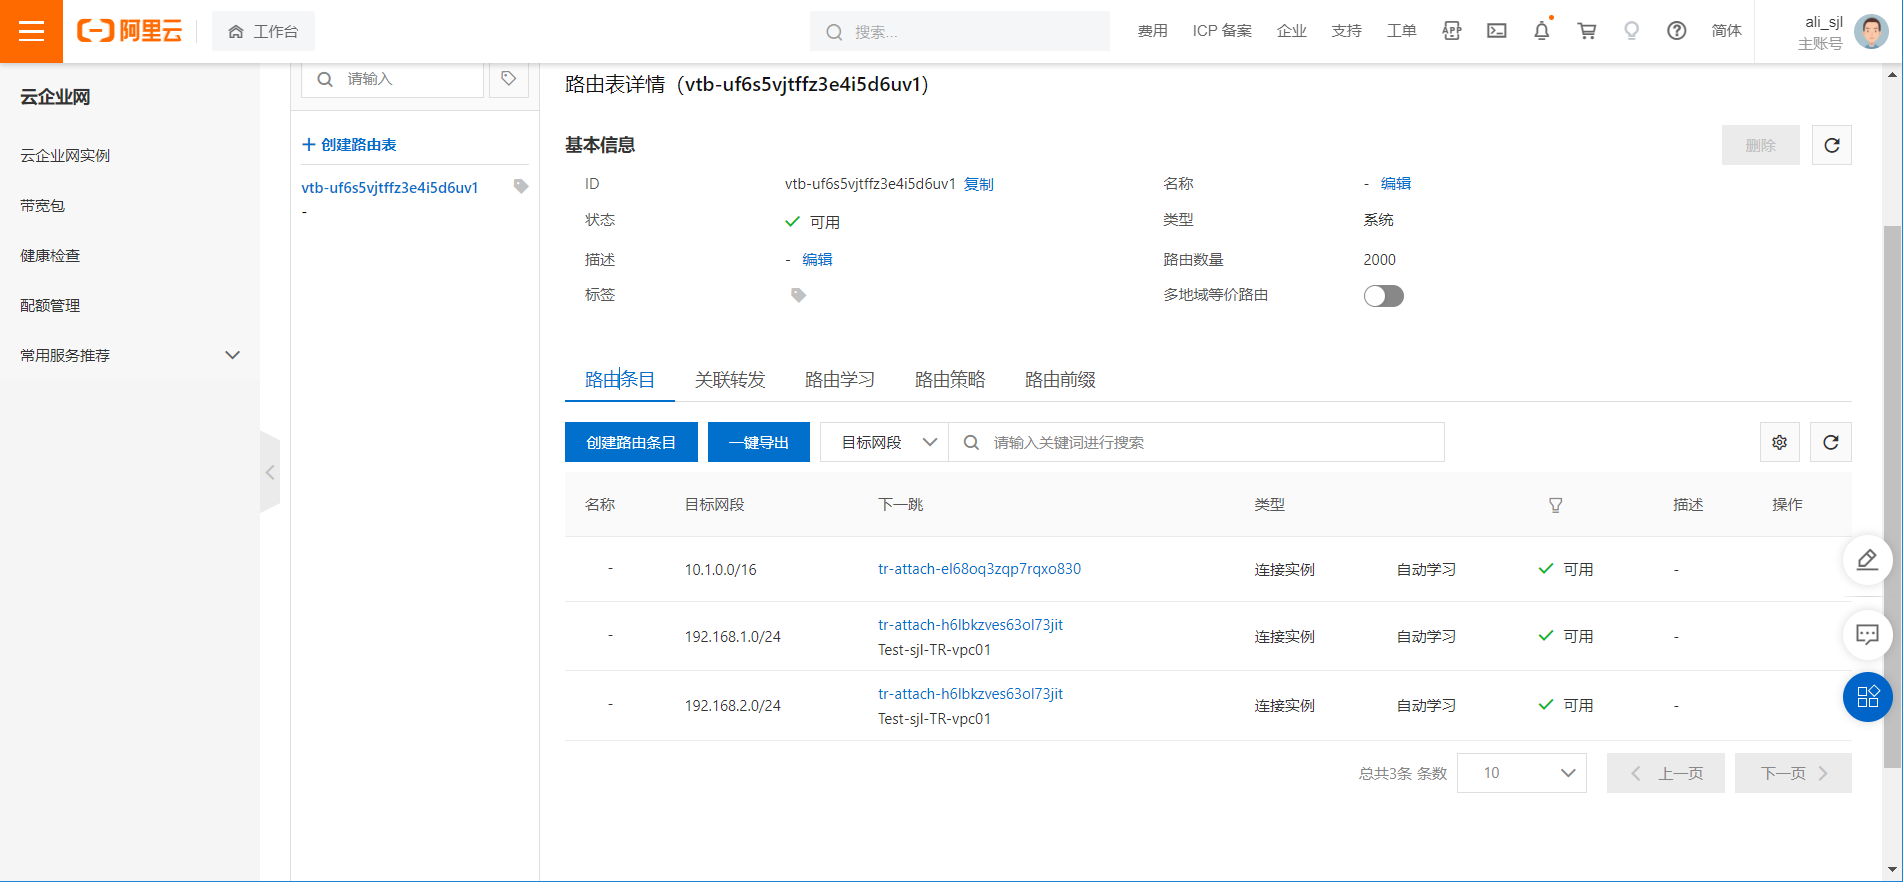 阿里云
工作台
搜索...
费用
ICP 备案
企业
支持
工单
APP
简体
ali_sjl
主账号
云企业网
云企业网实例
带宽包
健康检查
配额管理
常用服务推荐
请输入
创建路由表
vtb-uf6s5vjtffz3e4i5d6uv1
-
路由表详情（vtb-uf6s5vjtffz3e4i5d6uv1）
基本信息
删除
ID
vtb-uf6s5vjtffz3e4i5d6uv1 复制
名称
- 编辑
状态
可用
类型
系统
描述
- 编辑
路由数量
2000
标签
多地域等价路由
路由条目
关联转发
路由学习
路由策略
路由前缀
创建路由条目
一键导出
目标网段
请输入关键词进行搜索
名称 目标网段 下一跳 类型 描述 操作
- 10.1.0.0/16 tr-attach-el68oq3zqp7rqxo830 连接实例 自动学习 可用 -
- 192.168.1.0/24 tr-attach-h6lbkzves63ol73jit 连接实例 自动学习 可用 -
Test-sjl-TR-vpc01
- 192.168.2.0/24 tr-attach-h6lbkzves63ol73jit 连接实例 自动学习 可用 -
Test-sjl-TR-vpc01
总共3条 条数 10 上一页 下一页